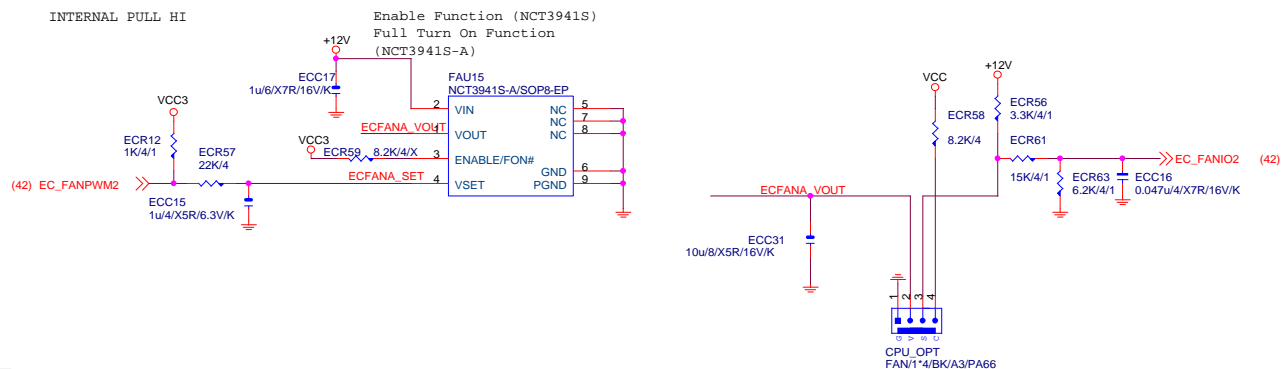 INTERNAL PULL HI
Enable Function (NCT3941S)
Full Turn On Function
(NCT3941S-A)
+12V
ECC17
1u/6/X7R/16V/K
FAU15
NCT3941S-A/SOP8-EP
VCC3
ECR12
1K/4/1
ECR57
22K/4
(42) EC_FANPWM2
ECC15
1u/4/X5R/6.3V/K
ECFANA_VOUT
VCC3
ECR59 8.2K/4/X
ECFANA_SET
2 VIN
1 VOUT
3 ENABLE/FON#
4 VSET
NC 5
NC 7
NC 8
GND 6
PGND 9
VCC
ECR58
8.2K/4
+12V
ECR56
3.3K/4/1
ECR61
15K/4/1
EC_FANIO2 (42)
ECR63
6.2K/4/1
ECC16
0.047u/4/X7R/16V/K
ECFANA_VOUT
ECC31
10u/8/X5R/16V/K
1 2 3 4
G V S C
CPU_OPT
FAN/1*4/BK/A3/PA66